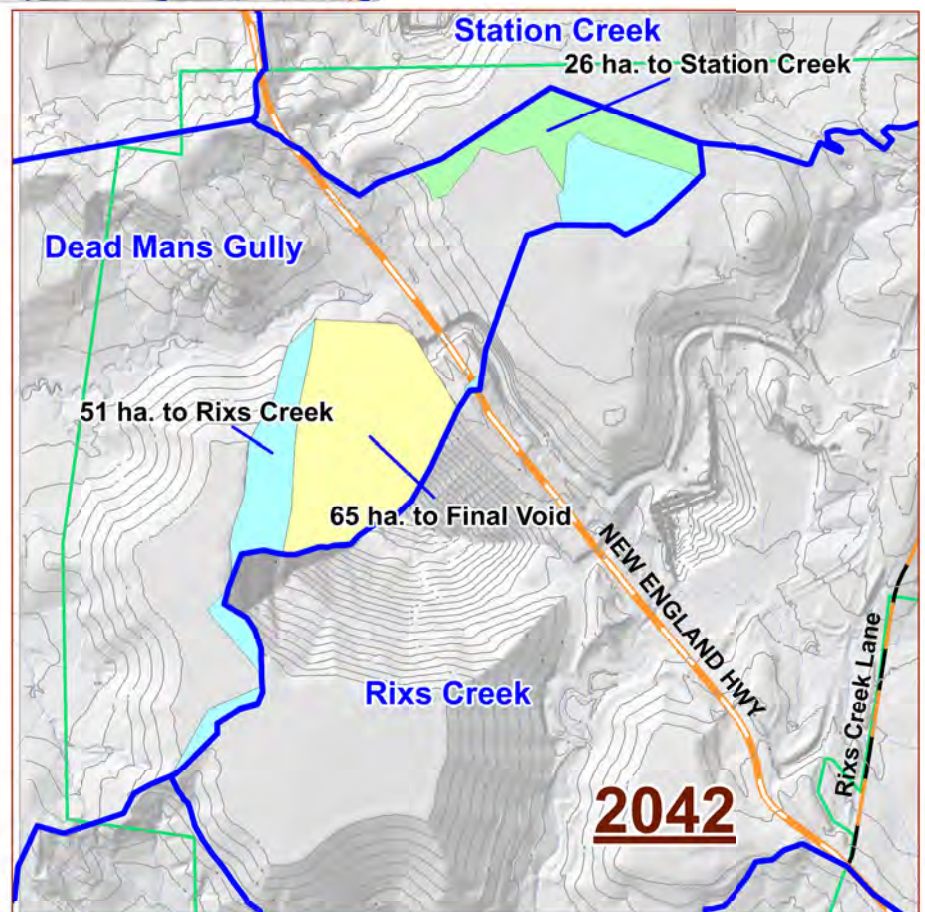 Station Creek
26 ha. to Station Creek
Dead Mans Gully
51 ha. to Rixs Creek
65 ha. to Final Void
NEW ENGLAND HWY
Rixs Creek Lane
Rixs Creek
2042